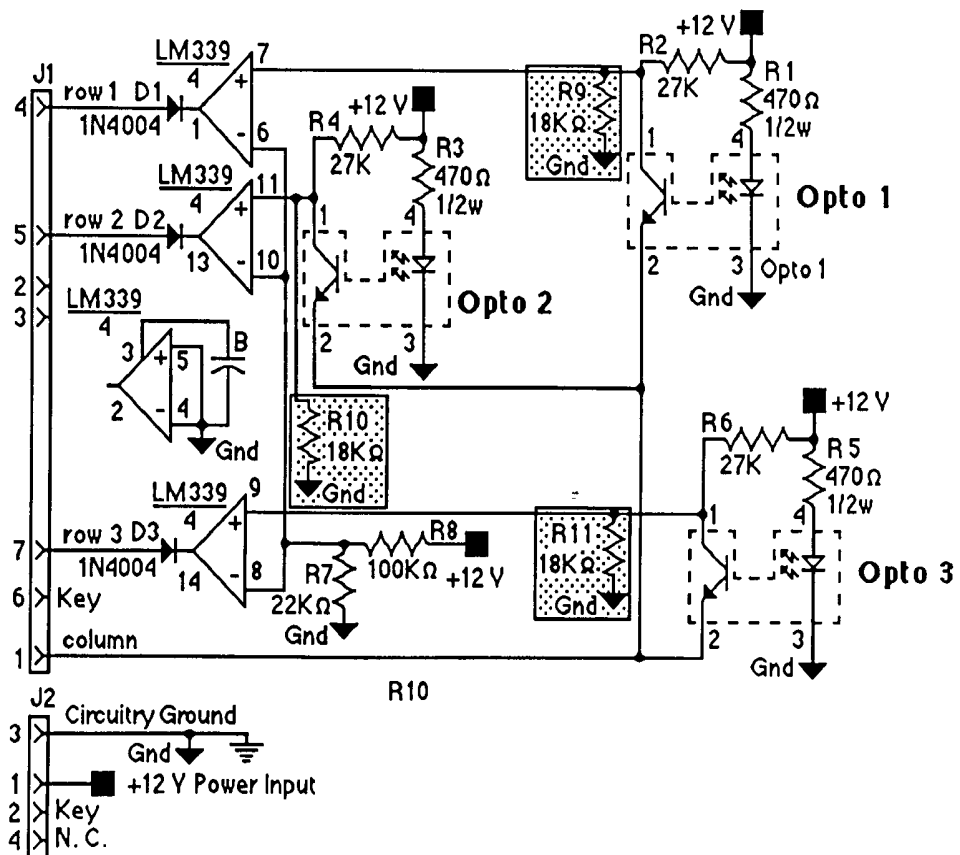 +12 V
LM339
4
7
R2
27K
R1
470Ω
1/2w
J1
4
row 1 D1
1N4004
1
+
-
6
+12 V
R4
27K
R3
470Ω
1/2w
R9
18KΩ
Gnd
1
4
Opto 1
2
3
Opto 1
Gnd
LM339
4
11
5
row 2 D2
1N4004
13
+
-
10
1
4
Opto 2
2
3
Gnd
2
3
LM339
4
3
+
5
B
2
-
4
Gnd
R10
18KΩ
Gnd
+12 V
R6
27K
R5
470Ω
1/2w
LM339
4
9
7
row 3 D3
1N4004
14
+
-
8
R8
100KΩ
+12 V
R7
22KΩ
Gnd
R11
18KΩ
Gnd
1
4
Opto 3
2
3
Gnd
6
Key
1
column
R10
J2
3
Circuitry Ground
Gnd
1
+12 Y Power Input
2
Key
4
N.C.